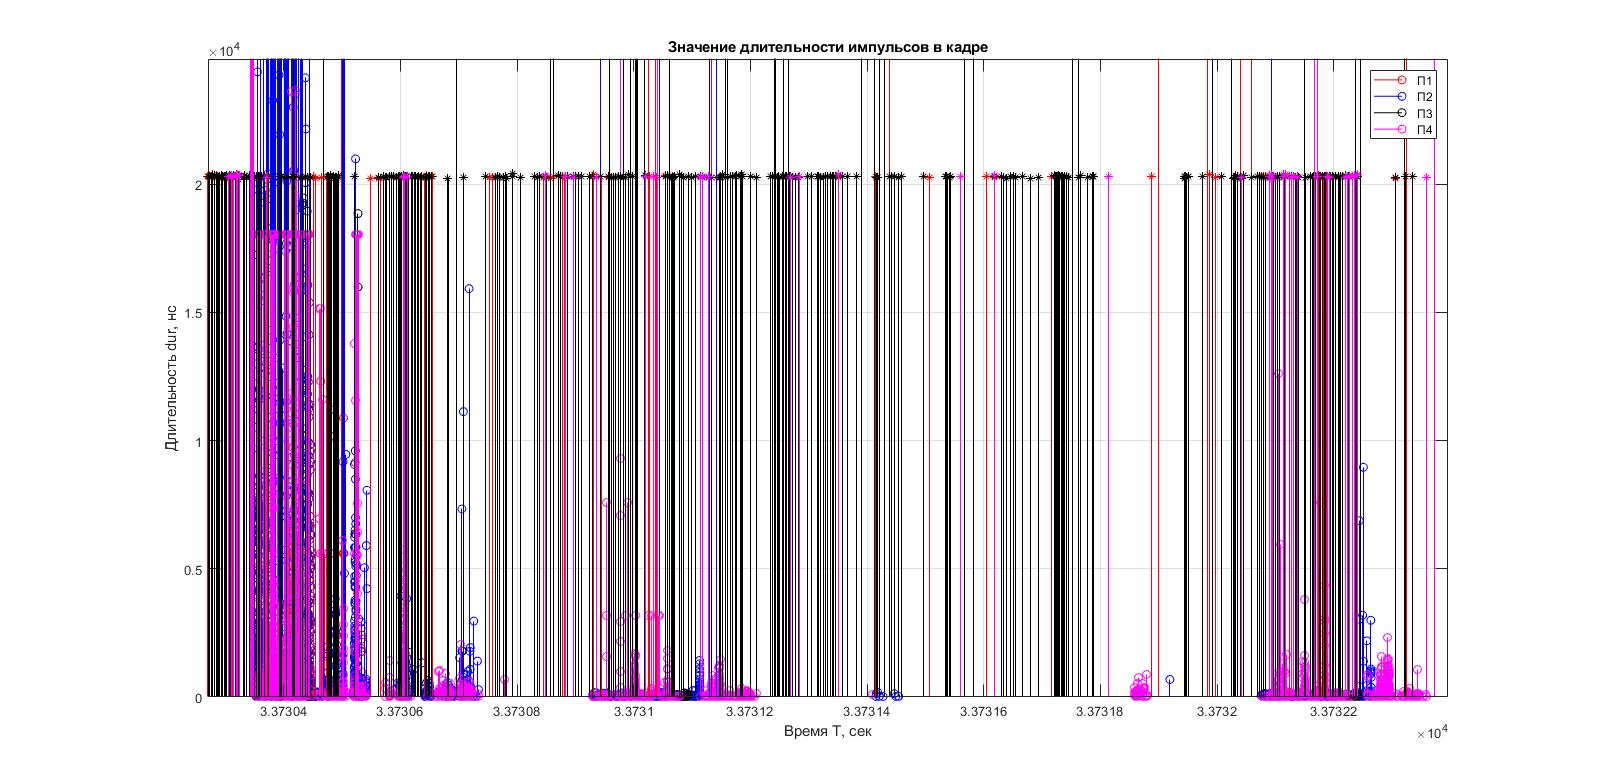 Значение длительности импульсов в кадре
×10⁴
П1
П2
П3
П4
2
1.5
1
0.5
0
Длительность dur, нс
3.37304
3.37306
3.37308
3.3731
3.37312
3.37314
3.37316
3.37318
3.3732
3.37322
Время T, сек
×10⁴